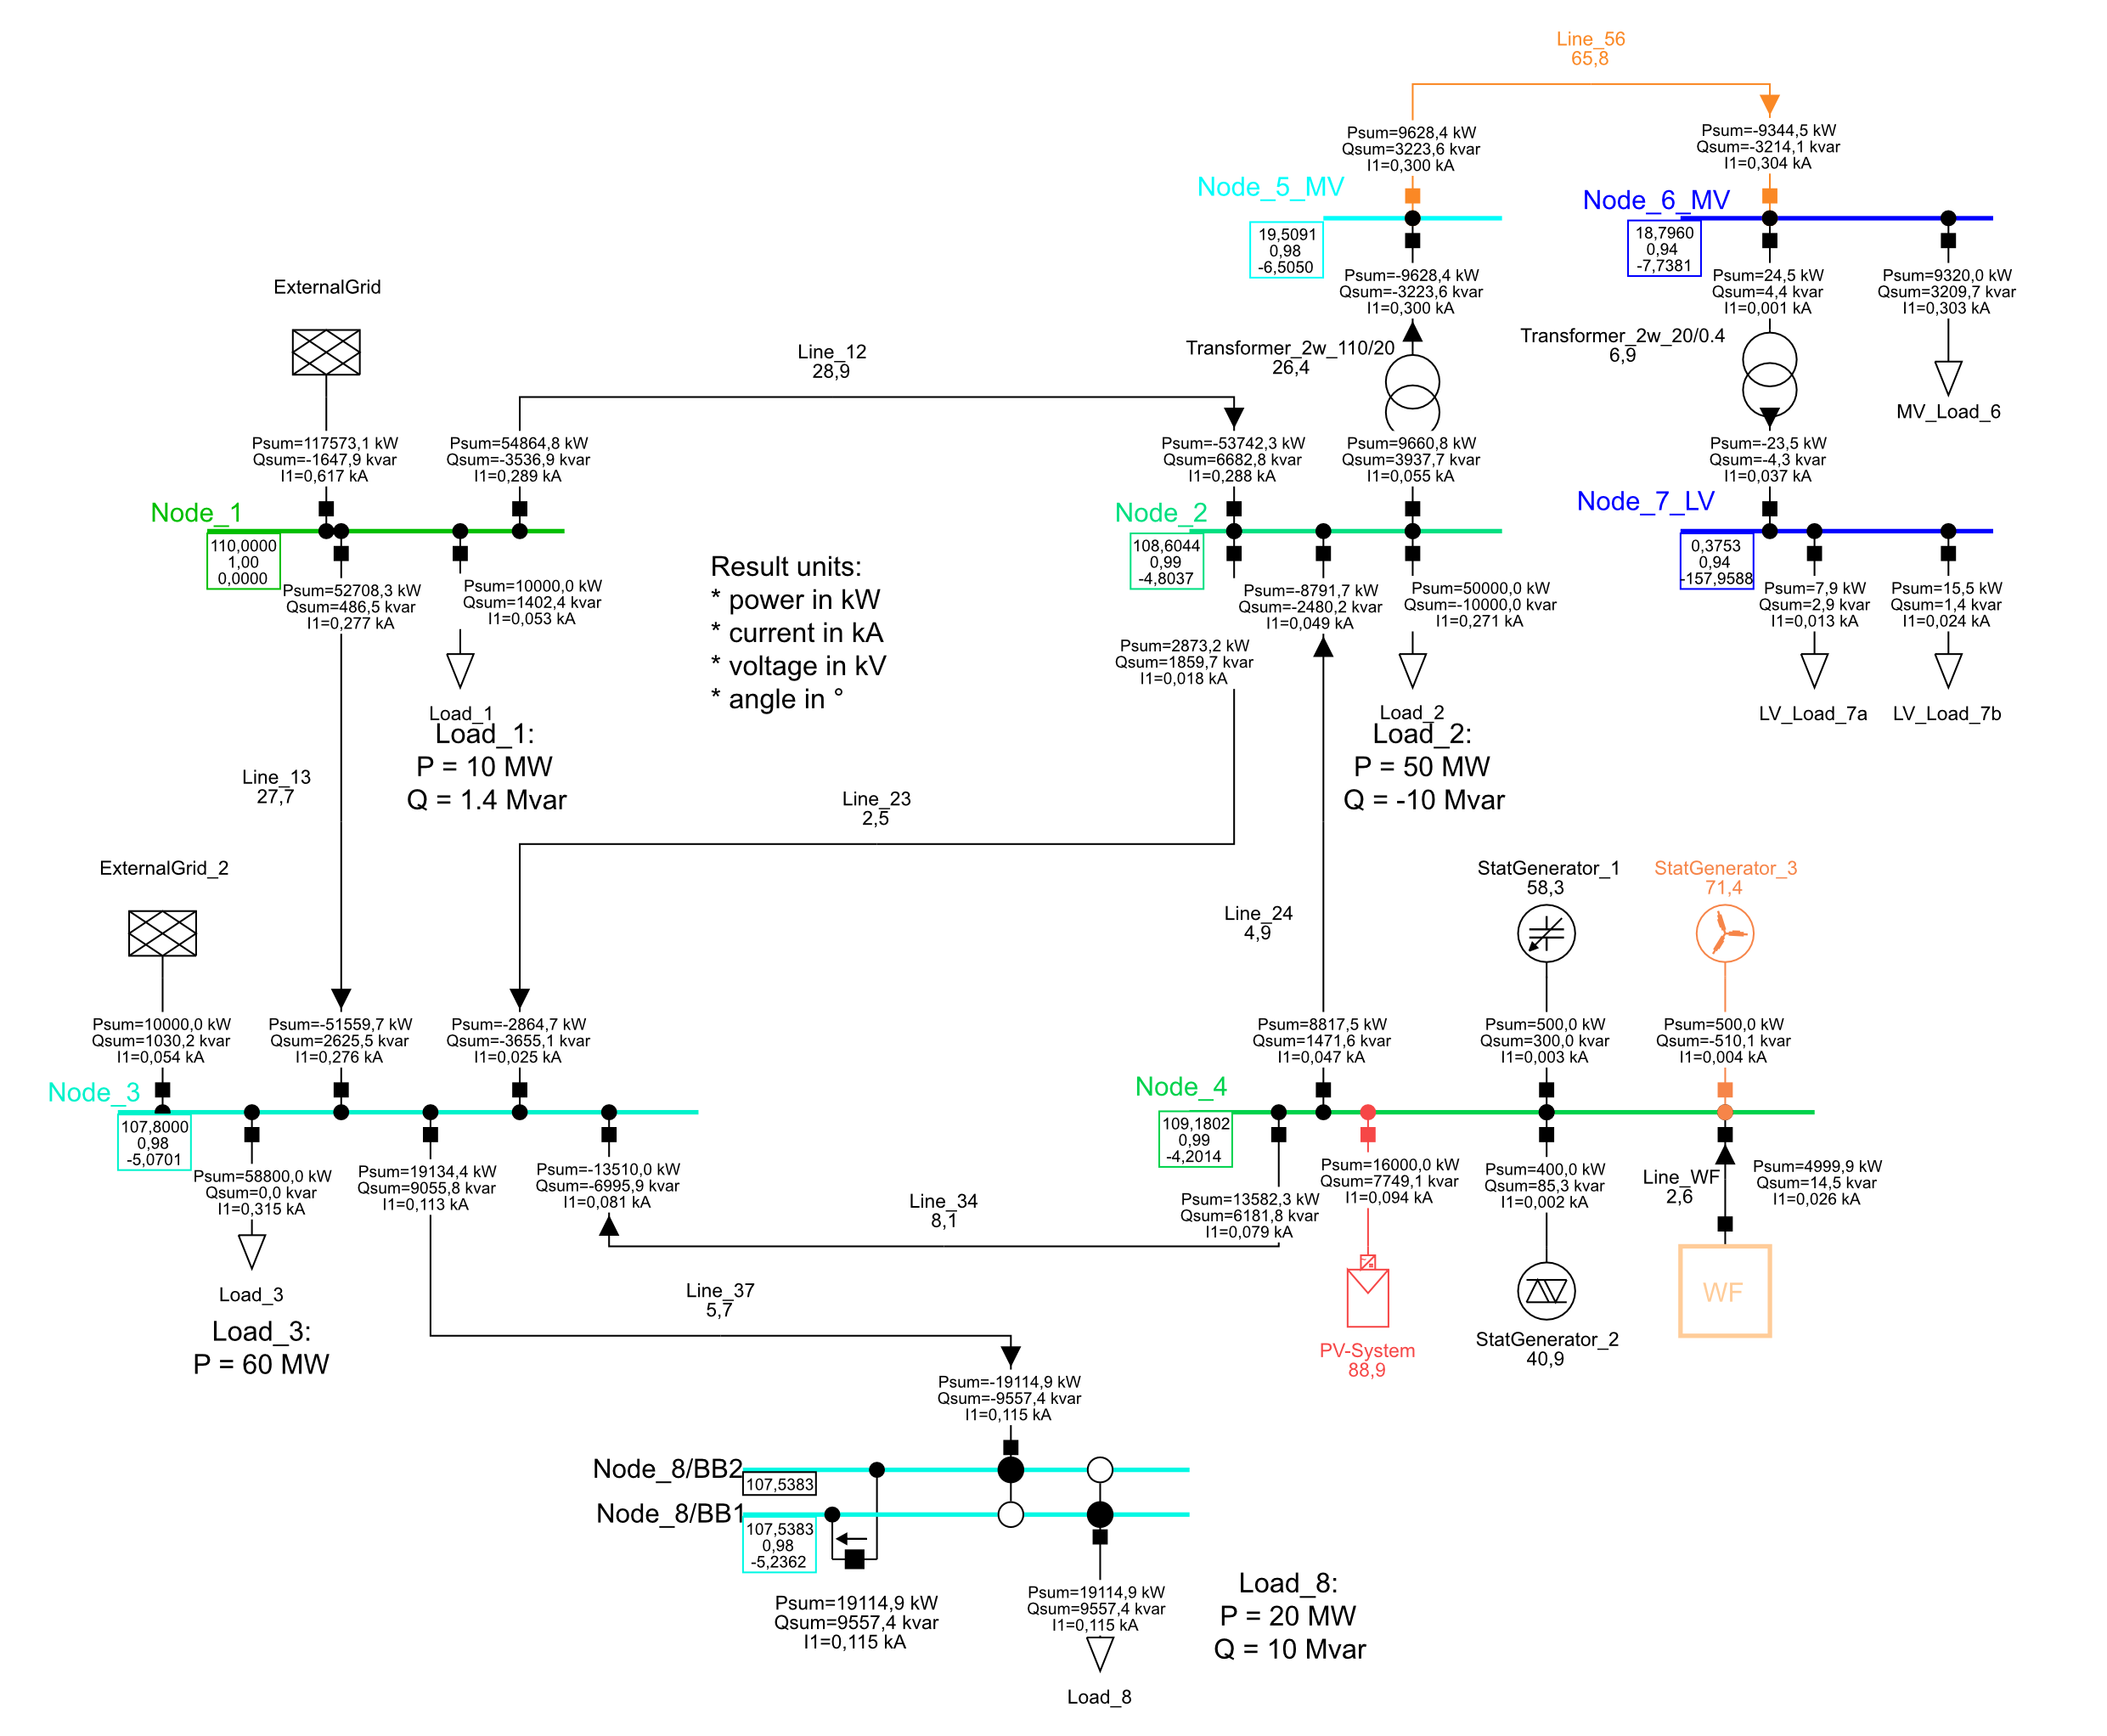 Line_56
65,8
Psum=9628,4 kW
Qsum=3223,6 kvar
I1=0,300 kA
Psum=-9344,5 kW
Qsum=-3214,1 kvar
I1=0,304 kA
Node_5_MV
19,5091
0,98
-6,5050
Node_6_MV
18,7960
0,94
-7,7381
Psum=-9628,4 kW
Qsum=-3223,6 kvar
I1=0,300 kA
Psum=24,5 kW
Qsum=4,4 kvar
I1=0,001 kA
Psum=9320,0 kW
Qsum=3209,7 kvar
I1=0,303 kA
ExternalGrid
Line_12
28,9
Transformer_2w_110/20
26,4
Transformer_2w_20/0.4
6,9
MV_Load_6
Psum=117573,1 kW
Qsum=-1647,9 kvar
I1=0,617 kA
Psum=54864,8 kW
Qsum=-3536,9 kvar
I1=0,289 kA
Psum=-53742,3 kW
Qsum=6682,8 kvar
I1=0,288 kA
Psum=9660,8 kW
Qsum=3937,7 kvar
I1=0,055 kA
Psum=-23,5 kW
Qsum=-4,3 kvar
I1=0,037 kA
Node_1
110,0000
1,00
0,0000
Node_2
108,6044
0,99
-4,8037
Node_7_LV
0,3753
0,94
-157,9588
Psum=52708,3 kW
Qsum=486,5 kvar
I1=0,277 kA
Psum=10000,0 kW
Qsum=1402,4 kvar
I1=0,053 kA
Result units:
* power in kW
* current in kA
* voltage in kV
* angle in °
Psum=2873,2 kW
Qsum=1859,7 kvar
I1=0,018 kA
Psum=-8791,7 kW
Qsum=-2480,2 kvar
I1=0,049 kA
Psum=50000,0 kW
Qsum=-10000,0 kvar
I1=0,271 kA
Psum=7,9 kW
Qsum=2,9 kvar
I1=0,013 kA
Psum=15,5 kW
Qsum=1,4 kvar
I1=0,024 kA
Load_1
Load_1:
P = 10 MW
Q = 1.4 Mvar
Load_2
Load_2:
P = 50 MW
Q = -10 Mvar
LV_Load_7a
LV_Load_7b
Line_13
27,7
Line_23
2,5
ExternalGrid_2
Line_24
4,9
StatGenerator_1
58,3
StatGenerator_3
71,4
Psum=10000,0 kW
Qsum=1030,2 kvar
I1=0,054 kA
Psum=-51559,7 kW
Qsum=2625,5 kvar
I1=0,276 kA
Psum=-2864,7 kW
Qsum=-3655,1 kvar
I1=0,025 kA
Psum=8817,5 kW
Qsum=1471,6 kvar
I1=0,047 kA
Psum=500,0 kW
Qsum=300,0 kvar
I1=0,003 kA
Psum=500,0 kW
Qsum=-510,1 kvar
I1=0,004 kA
Node_3
107,8000
0,98
-5,0701
Node_4
109,1802
0,99
-4,2014
Psum=58800,0 kW
Qsum=0,0 kvar
I1=0,315 kA
Psum=19134,4 kW
Qsum=9055,8 kvar
I1=0,113 kA
Psum=-13510,0 kW
Qsum=-6995,9 kvar
I1=0,081 kA
Line_34
8,1
Psum=13582,3 kW
Qsum=6181,8 kvar
I1=0,079 kA
Psum=16000,0 kW
Qsum=7749,1 kvar
I1=0,094 kA
Psum=400,0 kW
Qsum=85,3 kvar
I1=0,002 kA
Line_WF
2,6
Psum=4999,9 kW
Qsum=14,5 kvar
I1=0,026 kA
Load_3
Load_3:
P = 60 MW
Line_37
5,7
PV-System
88,9
StatGenerator_2
40,9
WF
Psum=-19114,9 kW
Qsum=-9557,4 kvar
I1=0,115 kA
Node_8/BB2
107,5383
Node_8/BB1
107,5383
0,98
-5,2362
Psum=19114,9 kW
Qsum=9557,4 kvar
I1=0,115 kA
Psum=19114,9 kW
Qsum=9557,4 kvar
I1=0,115 kA
Load_8
Load_8:
P = 20 MW
Q = 10 Mvar